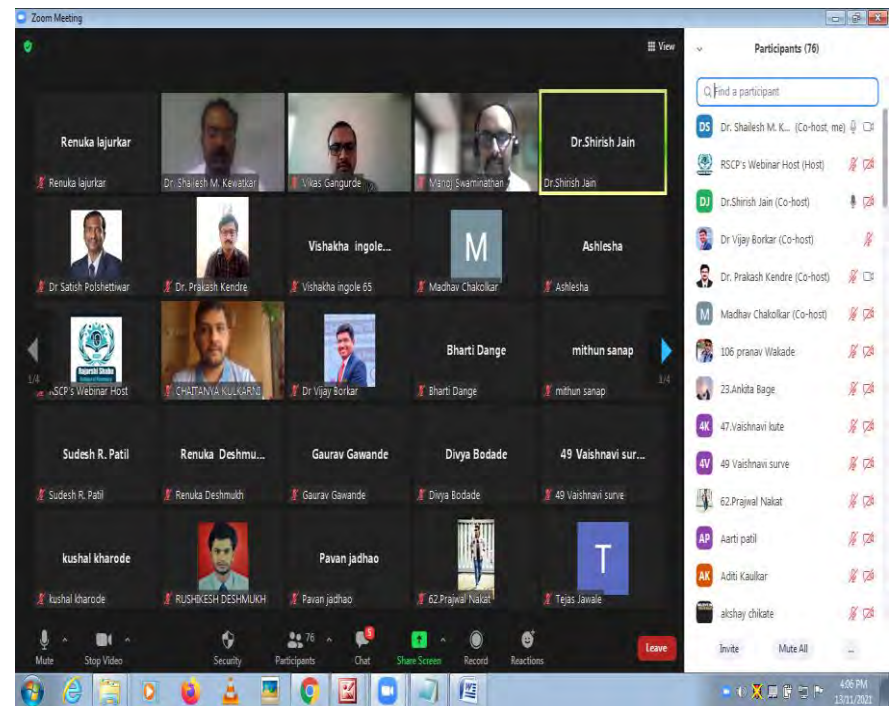 Zoom Meeting
View
Participants (76)
Find a participant
Renuka lajurkar
Renuka lajurkar
Dr. Shailesh M. Kewatkar
Vikas Gangurde
Manoj Swaminathan
Dr.Shirish Jain
Dr.Shirish Jain
Dr Satish Polshettiwar
Dr. Prakash Kendre
Vishakha ingole...
Vishakha ingole 65
M
Madhav Chakolkar
Ashlesha
Ashlesha
1/4
Rajarshi Shahu
RSCP's Webinar Host
CHAITANYA KULKARNI
Dr Vijay Borkar
Bharti Dange
Bharti Dange
mithun sanap
mithun sanap
1/4
Sudesh R. Patil
Sudesh R. Patil
Renuka Deshmu...
Renuka Deshmukh
Gaurav Gawande
Gaurav Gawande
Divya Bodade
Divya Bodade
49 Vaishnavi sur...
49 Vaishnavi surve
kushal kharode
kushal kharode
RUSHIKESH DESHMUKH
Pavan jadhao
Pavan jadhao
62.Prajwal Nakat
T
Tejas Jawale
DS Dr. Shailesh M. K... (Co-host, me)
RSCP's Webinar Host (Host)
DJ Dr.Shirish Jain (Co-host)
Dr Vijay Borkar (Co-host)
Dr. Prakash Kendre (Co-host)
M Madhav Chakolkar (Co-host)
106 pranav Wakade
23.Ankita Bage
4K 47.vaishnavi kute
4V 49 Vaishnavi surve
62.Prajwal Nakat
AP Aarti patil
AK Aditi Kaulkar
akshay chikate
Invite Mute All ...
Mute
Stop Video
Security
76
Participants
5
Chat
Share Screen
Record
Reactions
Leave
4:06 PM
13/11/2021